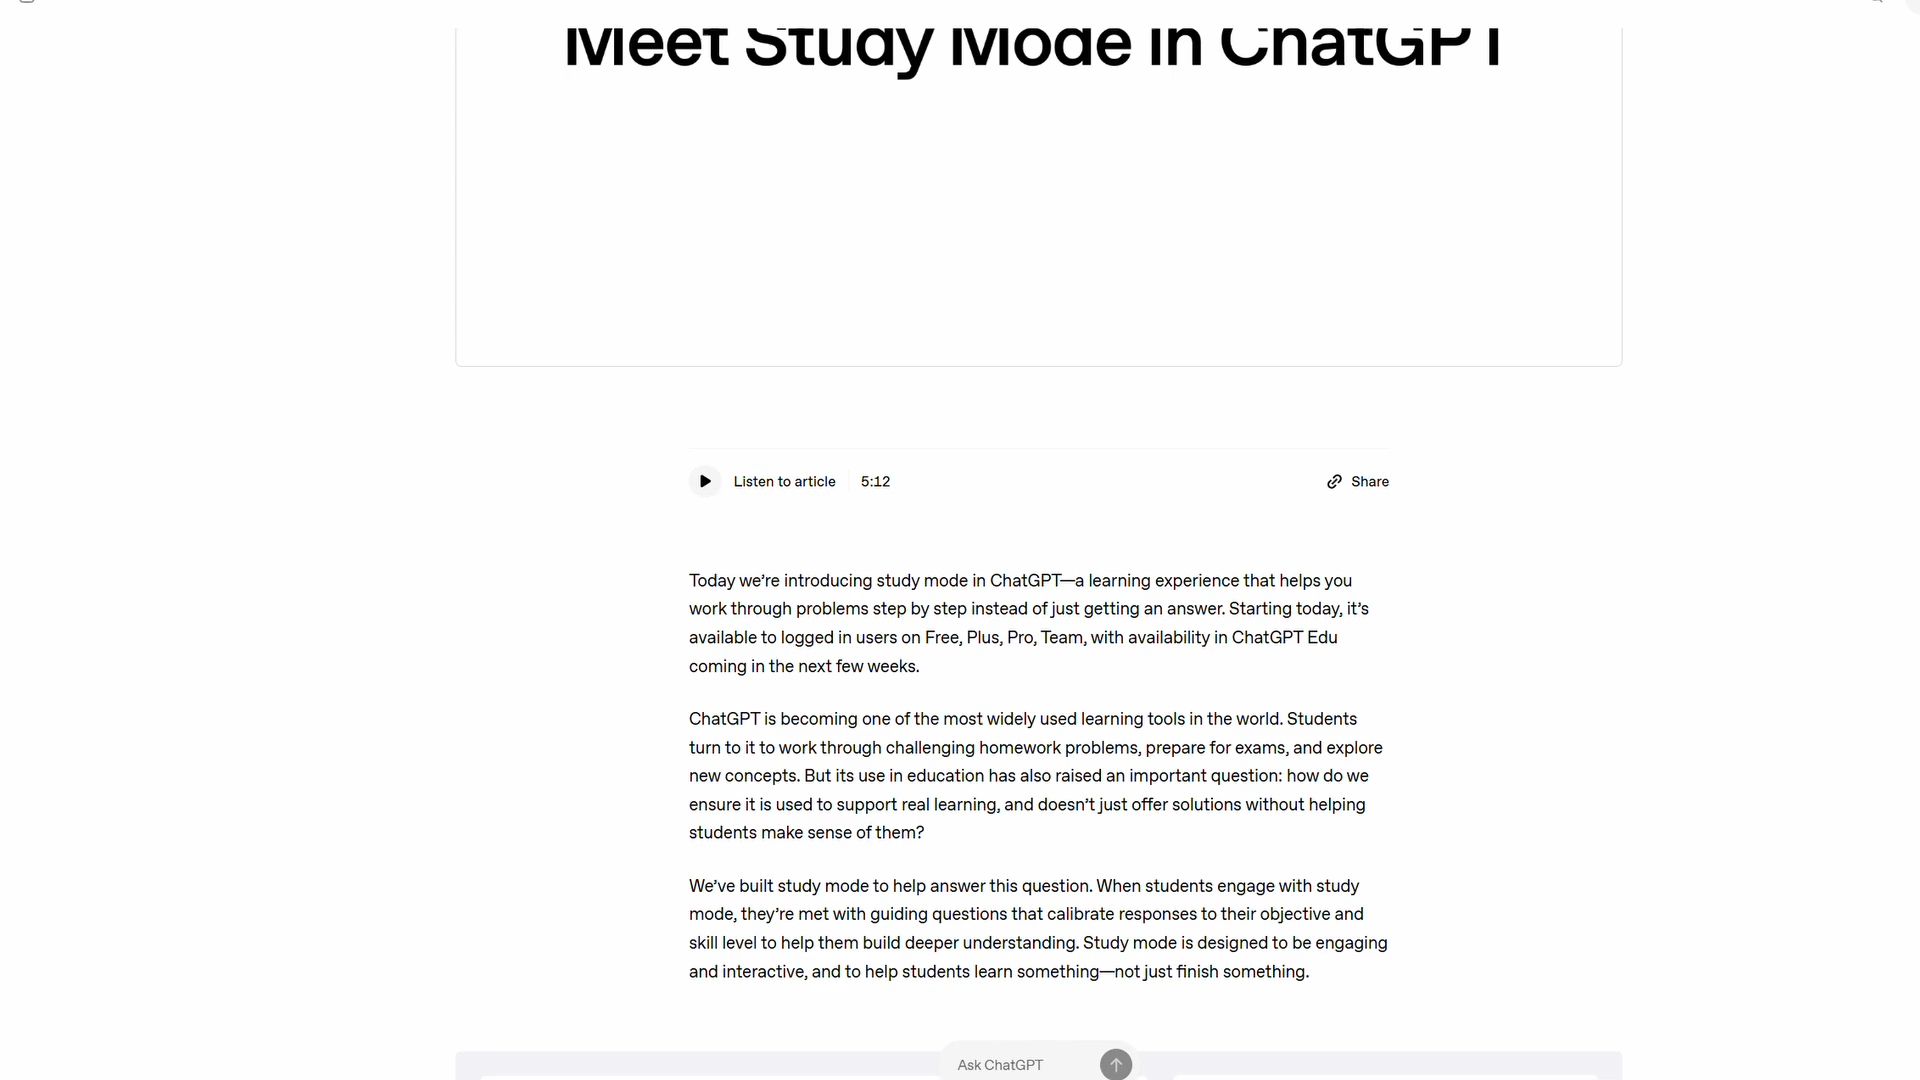 Meet Study Mode in ChatGPT
Listen to article
5:12
Share
Today we’re introducing study mode in ChatGPT—a learning experience that helps you
work through problems step by step instead of just getting an answer. Starting today, it’s
available to logged in users on Free, Plus, Pro, Team, with availability in ChatGPT Edu
coming in the next few weeks.
ChatGPT is becoming one of the most widely used learning tools in the world. Students
turn to it to work through challenging homework problems, prepare for exams, and explore
new concepts. But its use in education has also raised an important question: how do we
ensure it is used to support real learning, and doesn’t just offer solutions without helping
students make sense of them?
We’ve built study mode to help answer this question. When students engage with study
mode, they’re met with guiding questions that calibrate responses to their objective and
skill level to help them build deeper understanding. Study mode is designed to be engaging
and interactive, and to help students learn something—not just finish something.
Ask ChatGPT